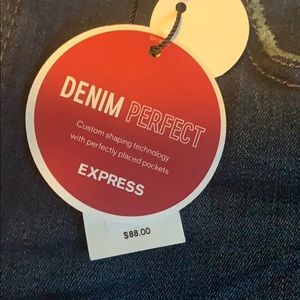 DENIM PERFECT
Custom shaping technology
with perfectly placed pockets
EXPRESS
$88.00